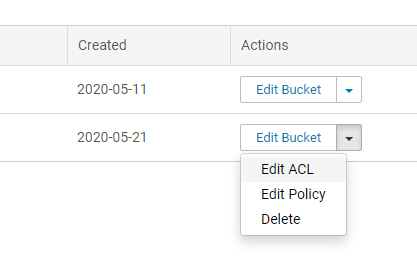 Created Actions
2020-05-11 Edit Bucket
2020-05-21 Edit Bucket
Edit ACL
Edit Policy
Delete